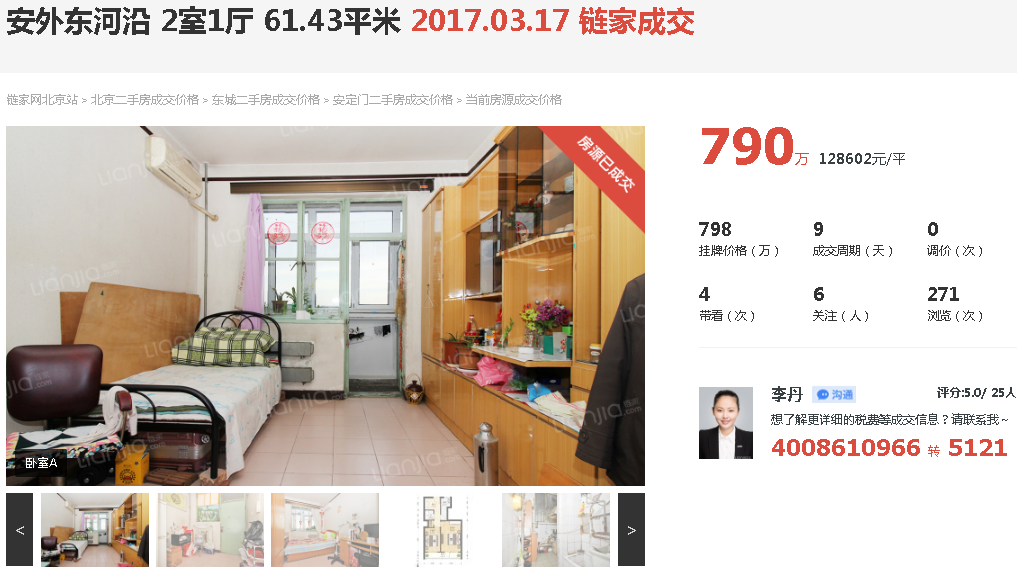 安外东河沿 2室1厅 61.43平米 2017.03.17 链家成交
链家网北京站 > 北京二手房成交价格 > 东城二手房成交价格 > 安定门二手房成交价格 > 当前房源成交价格
房源已成交
790万 128602元/平
798 9 0
挂牌价格（万） 成交周期（天） 调价（次）
4 6 271
带看（次） 关注（人） 浏览（次）
李丹 沟通 评分:5.0/ 25人
想了解更详细的税费等成交信息？请联系我～
4008610966 转 5121
卧室A
< >